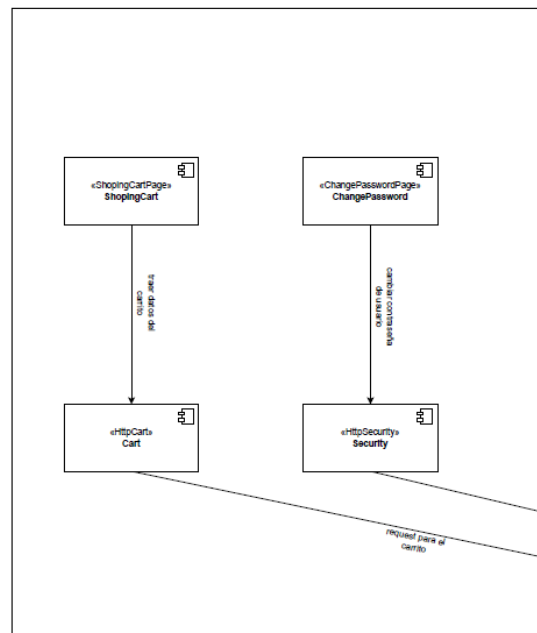 «ShopingCartPage»
ShopingCart
«ChangePasswordPage»
ChangePassword
traer datos del
carrito
cambiar contraseña
de usuario
«HttpCart»
Cart
«HttpSecurity»
Security
request para el
carrito